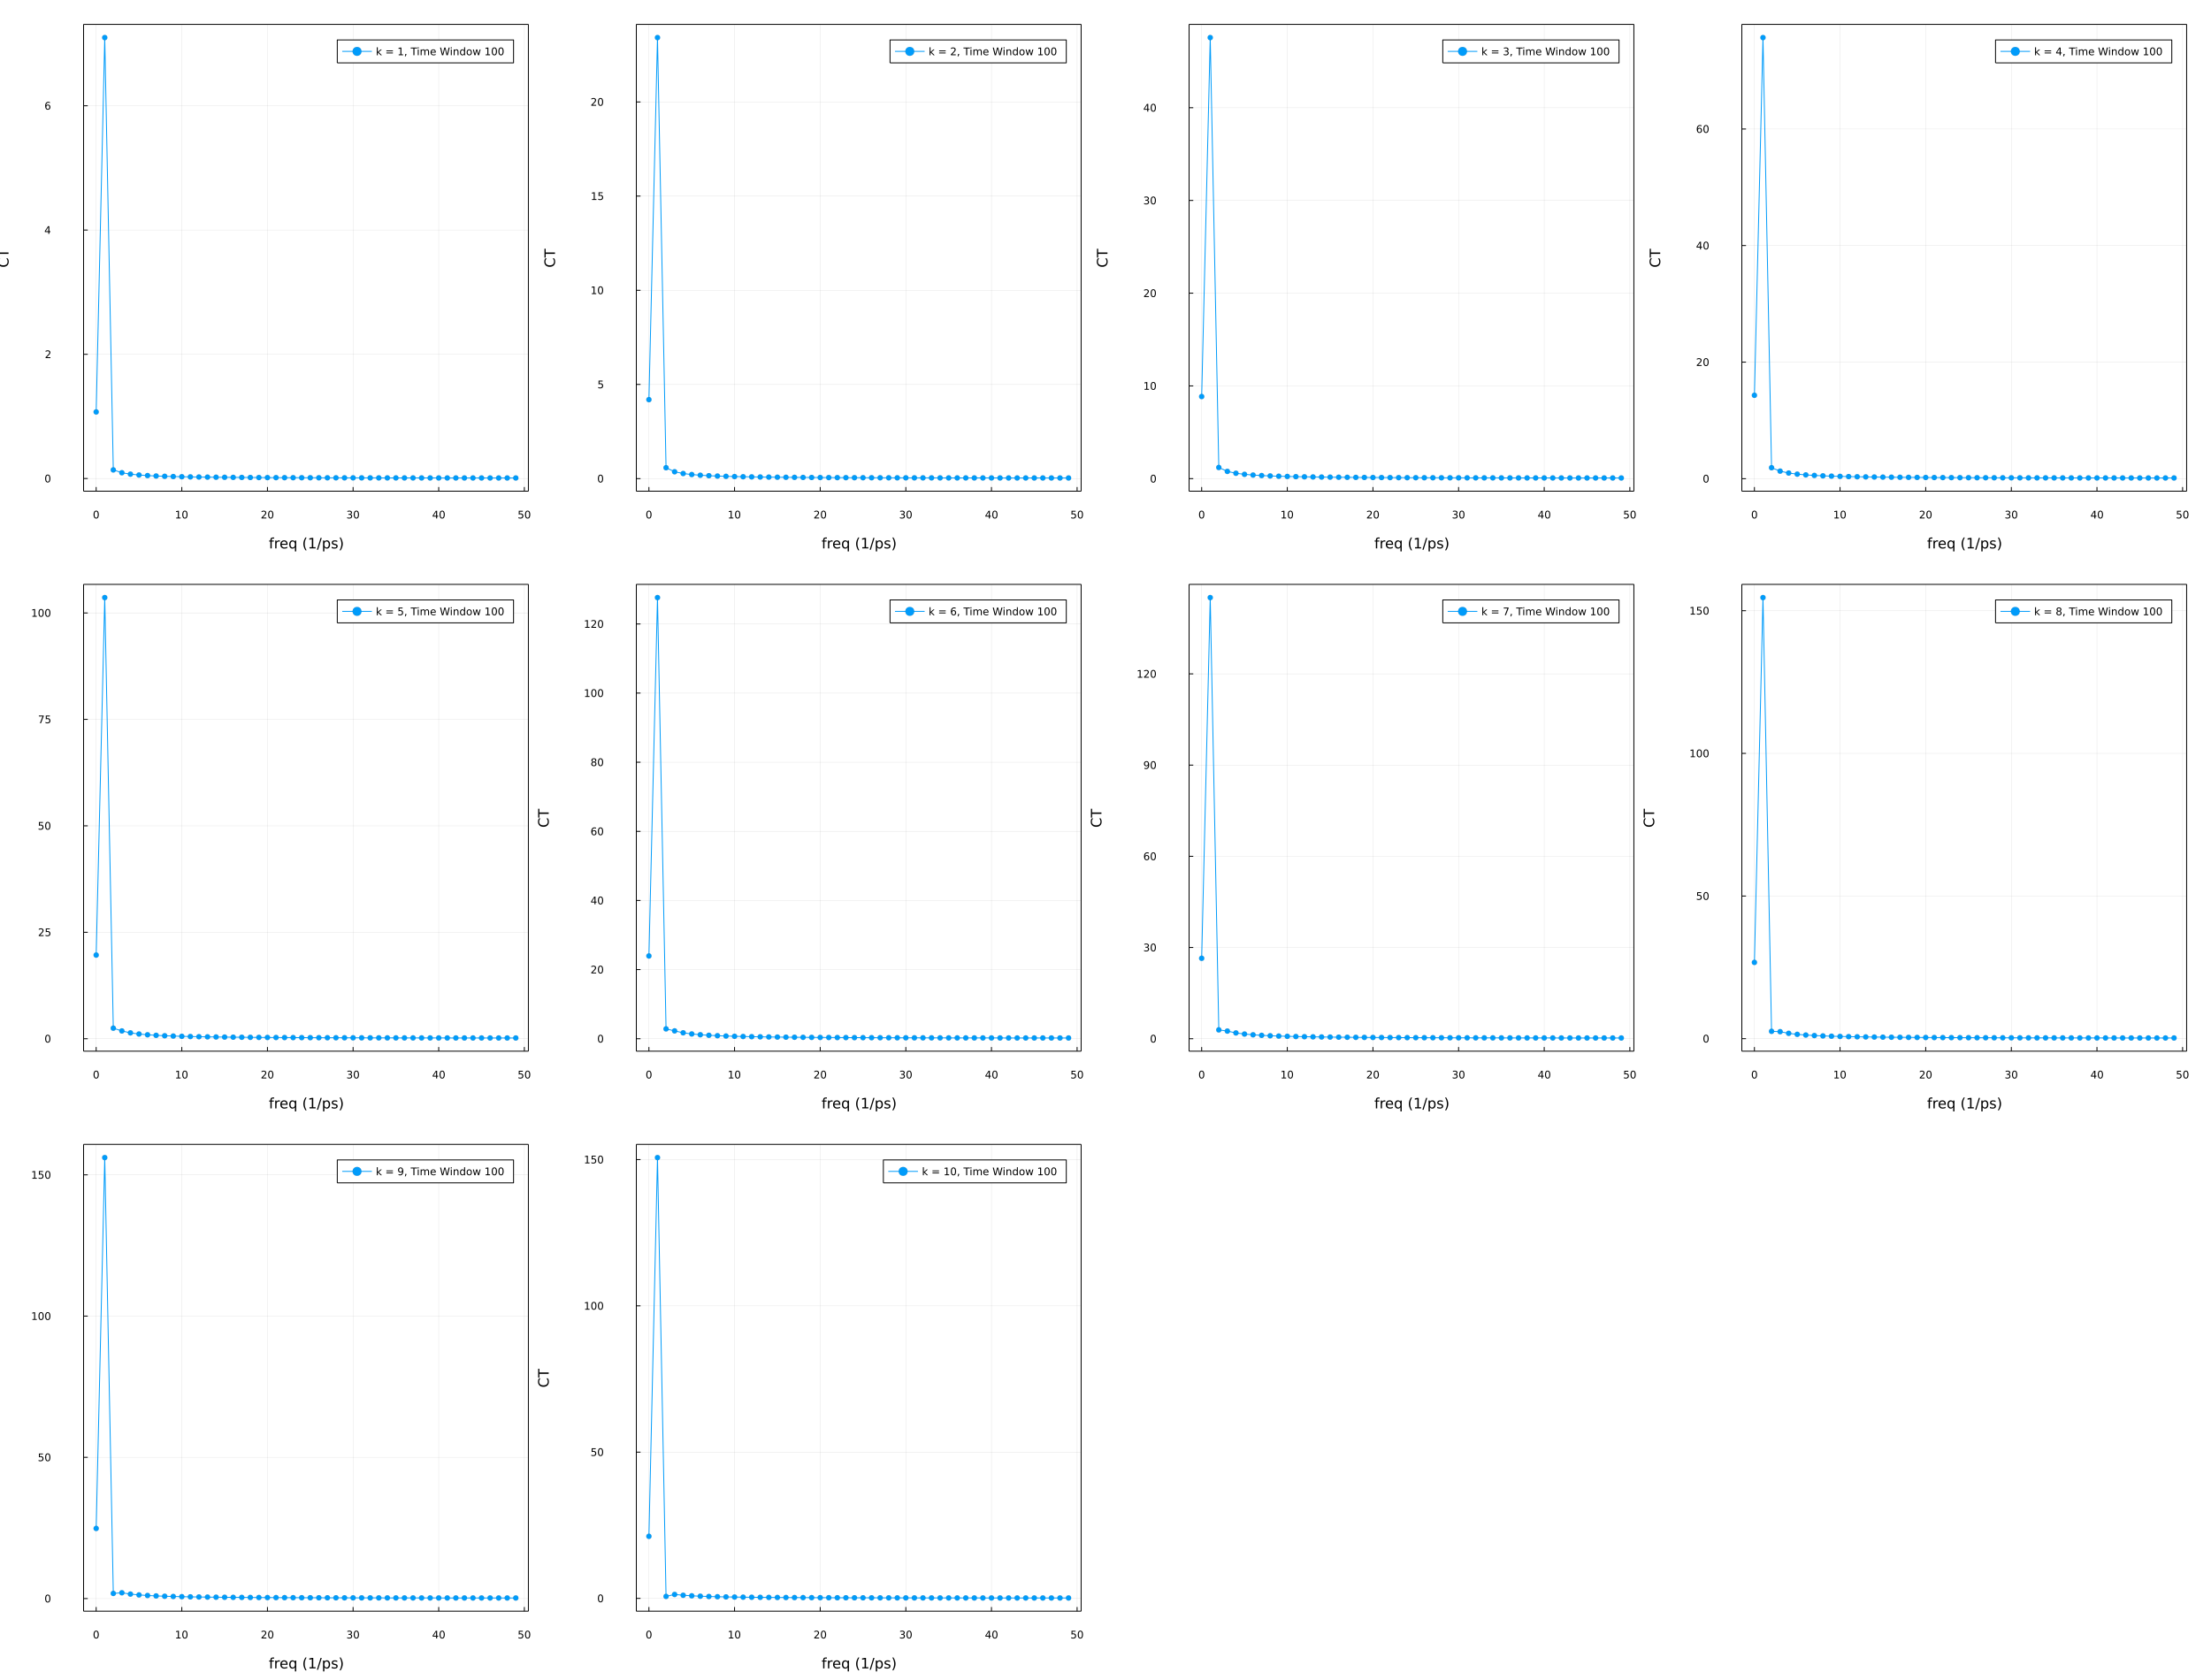 k = 1, Time Window 100
6
4
2
0
CT
0 10 20 30 40 50
freq (1/ps)
k = 2, Time Window 100
20
15
10
5
0
CT
0 10 20 30 40 50
freq (1/ps)
k = 3, Time Window 100
40
30
20
10
0
CT
0 10 20 30 40 50
freq (1/ps)
k = 4, Time Window 100
60
40
20
0
CT
0 10 20 30 40 50
freq (1/ps)
k = 5, Time Window 100
100
75
50
25
0
0 10 20 30 40 50
freq (1/ps)
k = 6, Time Window 100
120
100
80
60
40
20
0
CT
0 10 20 30 40 50
freq (1/ps)
k = 7, Time Window 100
120
90
60
30
0
CT
0 10 20 30 40 50
freq (1/ps)
k = 8, Time Window 100
150
100
50
0
CT
0 10 20 30 40 50
freq (1/ps)
k = 9, Time Window 100
150
100
50
0
0 10 20 30 40 50
freq (1/ps)
k = 10, Time Window 100
150
100
50
0
CT
0 10 20 30 40 50
freq (1/ps)